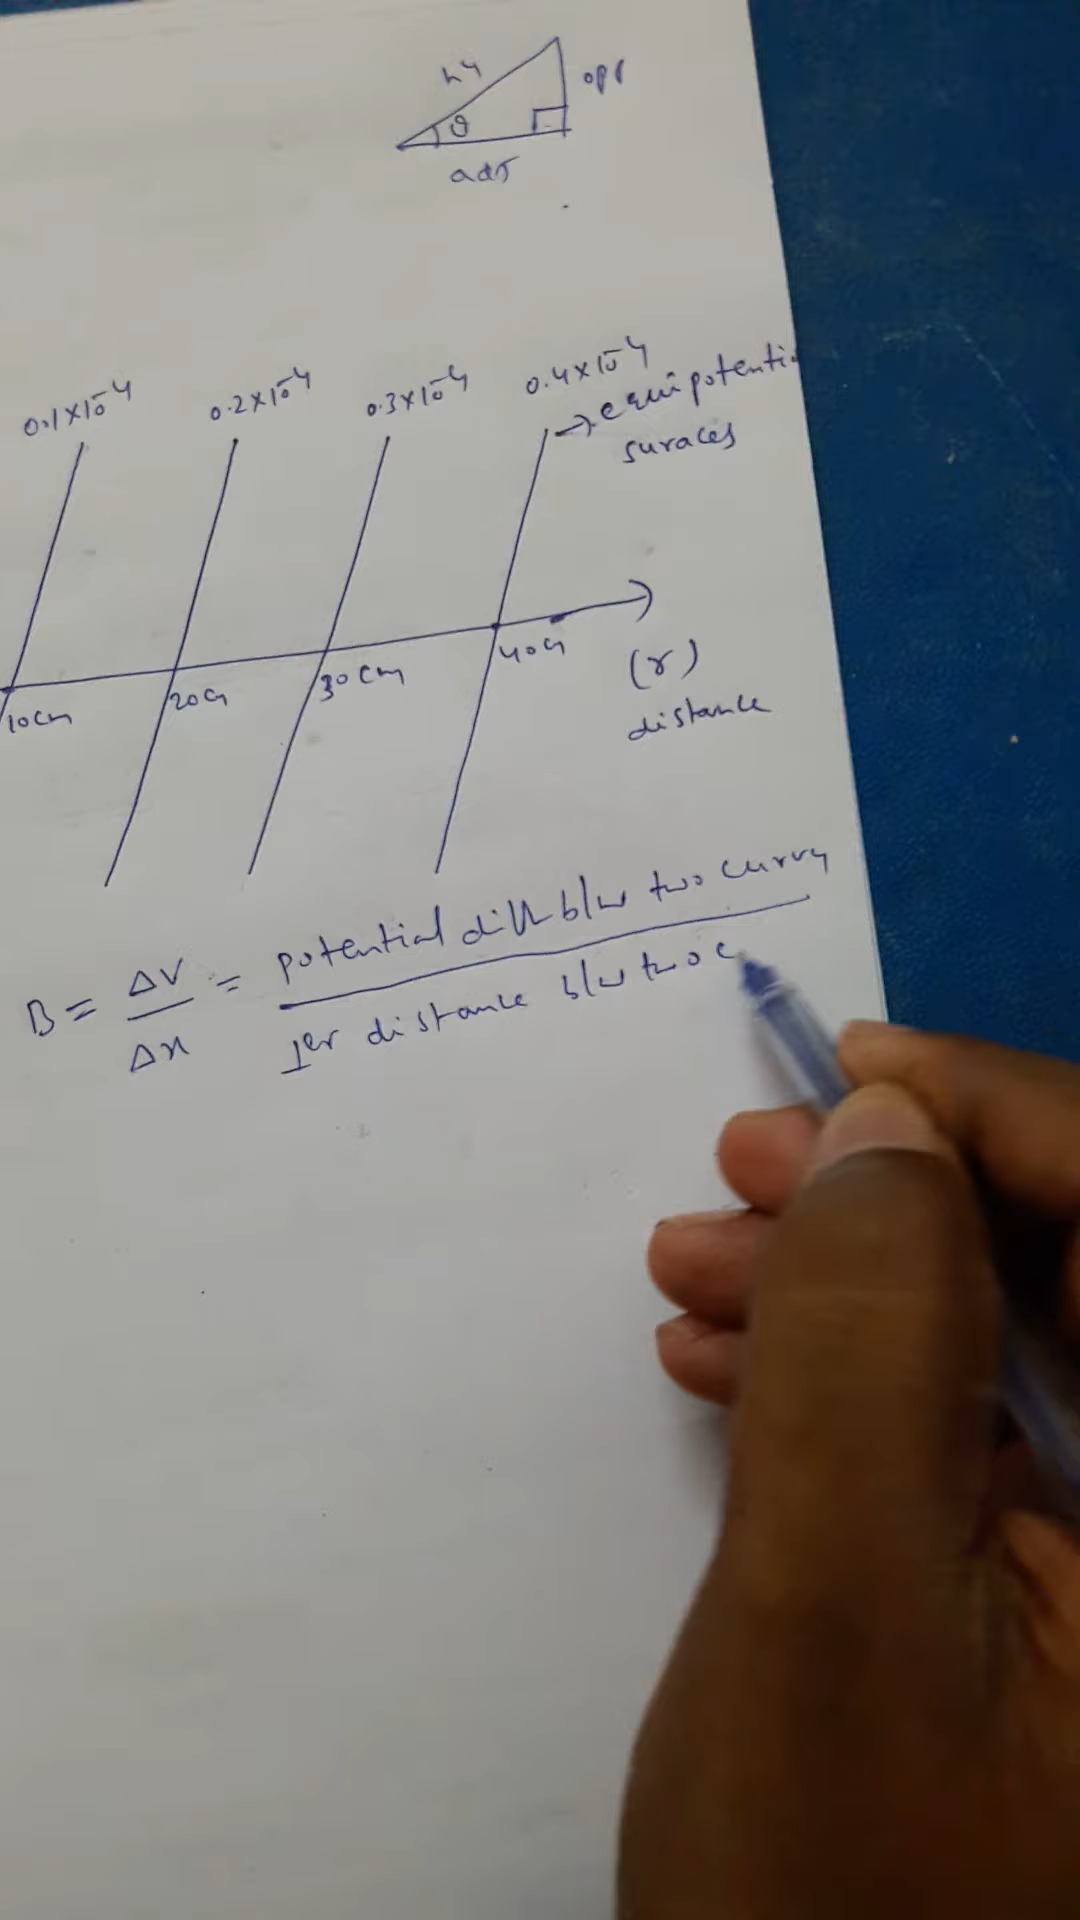 hy
opp
θ
adj
0.1×10⁻⁴ 0.2×10⁻⁴ 0.3×10⁻⁴ 0.4×10⁻⁴
→ equipotenti
suraces
10cm 20cm 30cm 40cm
(r)
distance
B = ΔV/Δx = potential diff b/w two curvy
⊥er distance b/w two c